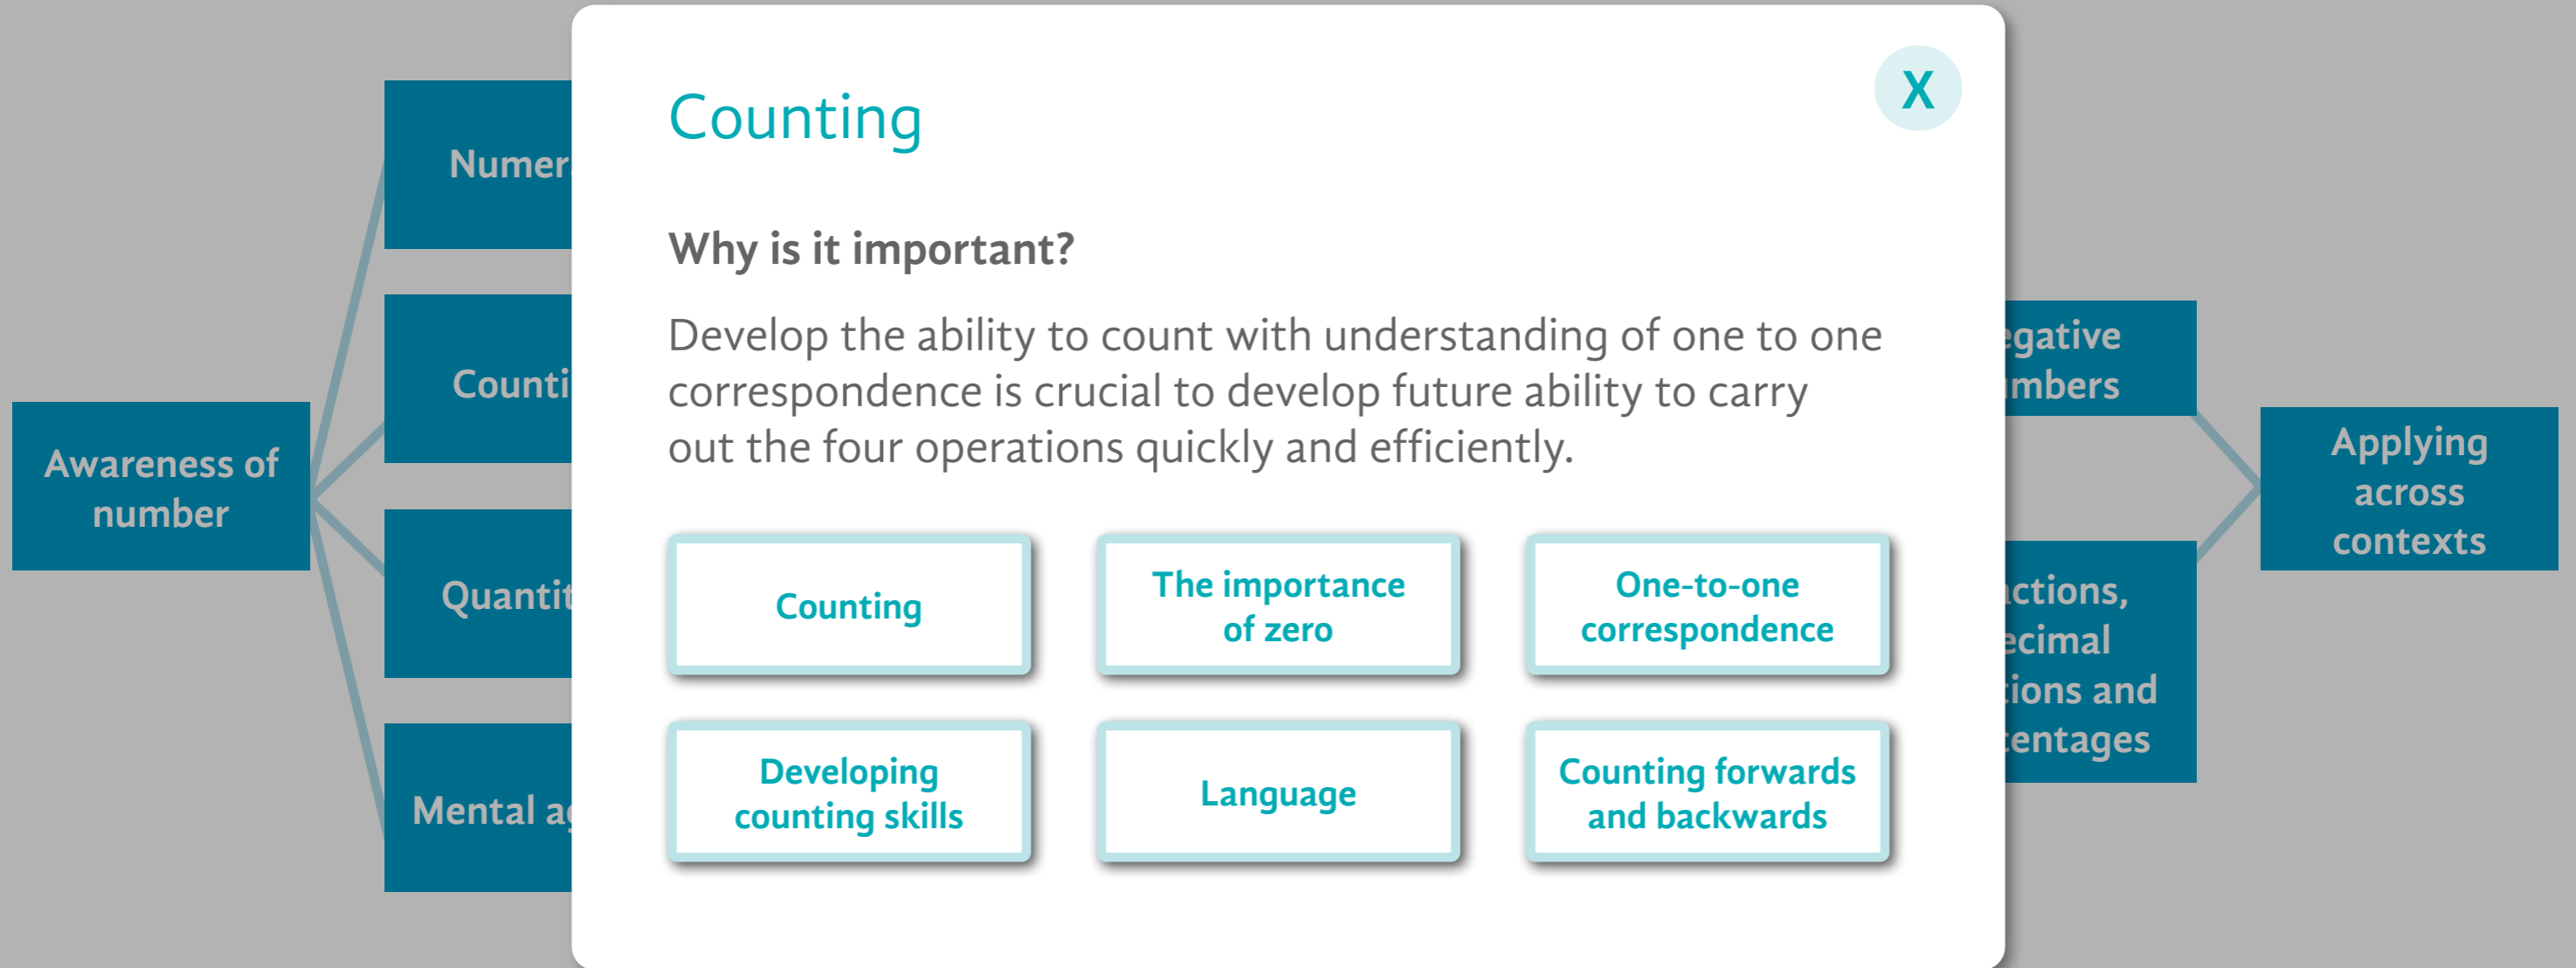 Awareness of
number
Mental
Counting
X
Why is it important?
Develop the ability to count with understanding of one to one
correspondence is crucial to develop future ability to carry
out the four operations quickly and efficiently.
Counting
The importance
of zero
One-to-one
correspondence
Developing
counting skills
Language
Counting forwards
and backwards
and
Applying
across
contexts